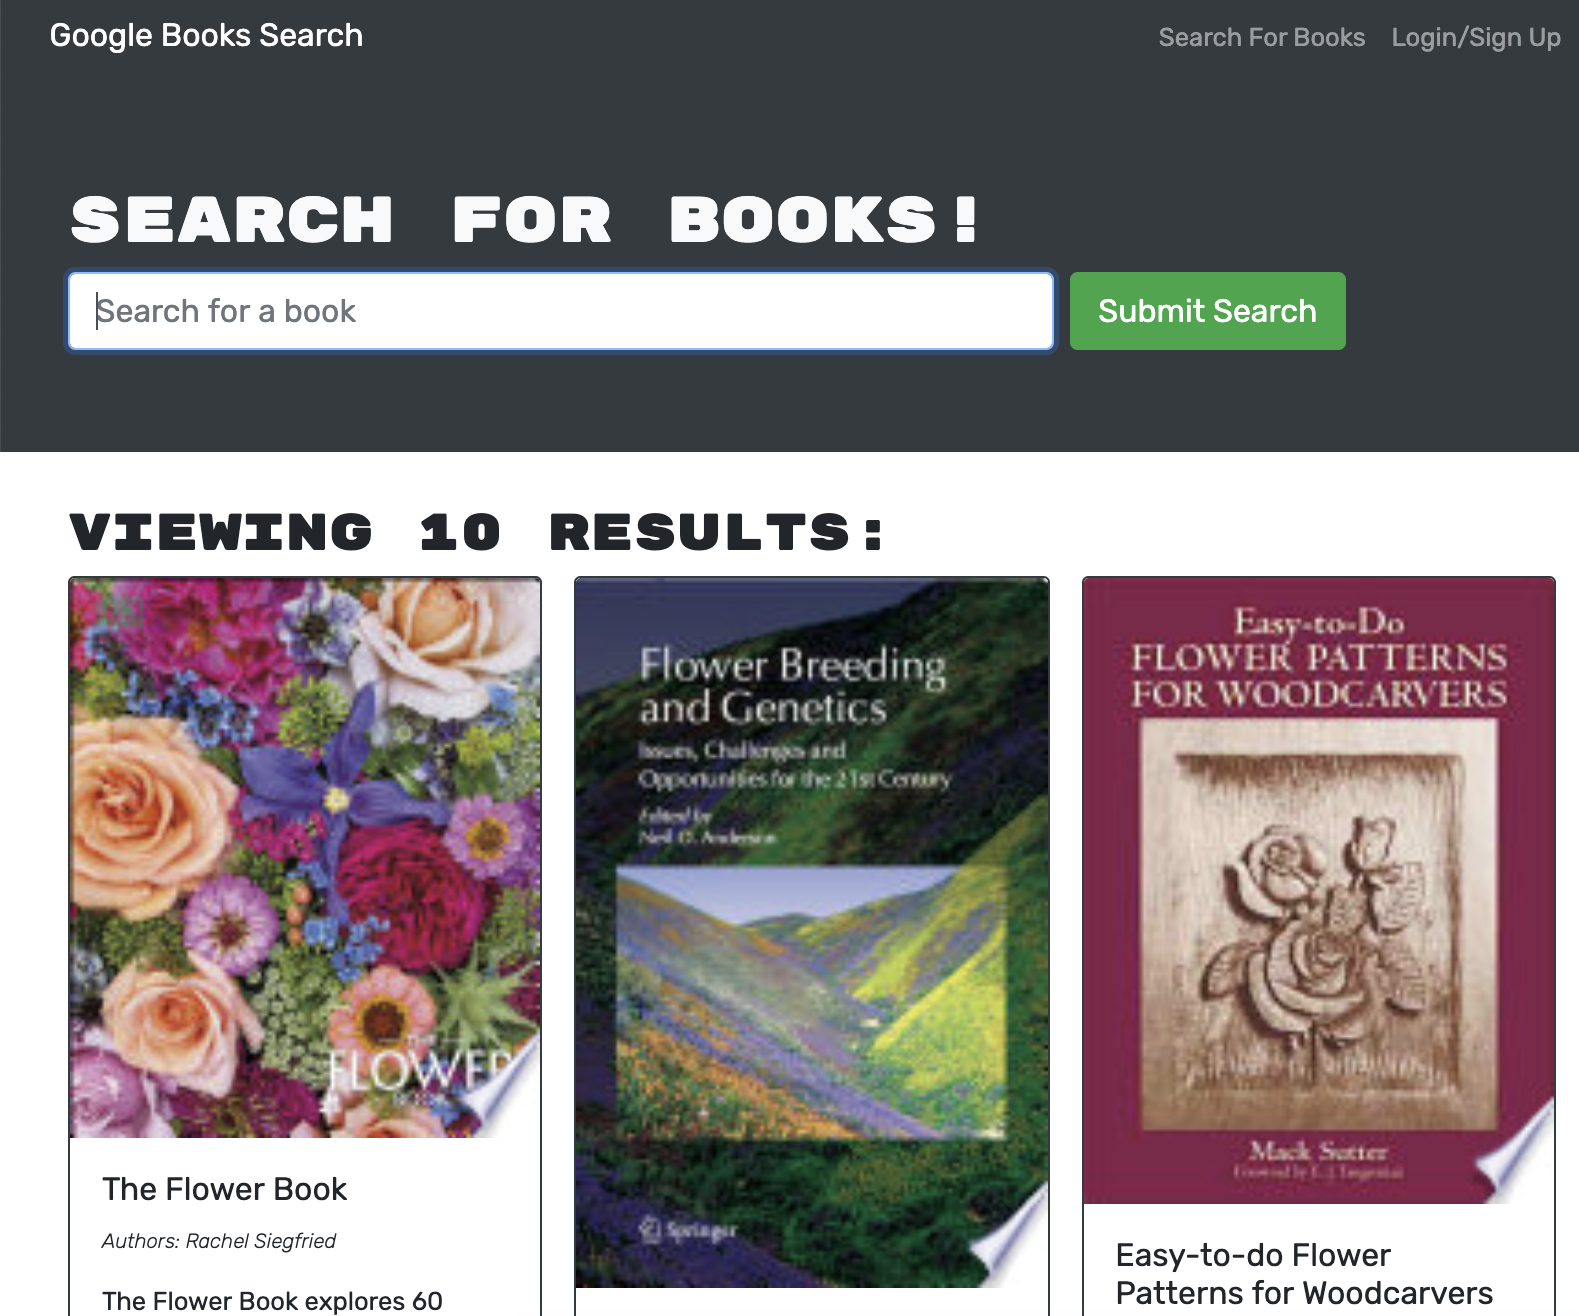 Google Books Search
Search For Books
Login/Sign Up
SEARCH FOR BOOKS!
Search for a book
Submit Search
VIEWING 10 RESULTS:
FLOWER
The Flower Book
Authors: Rachel Siegfried
The Flower Book explores 60
Flower Breeding
and Genetics
Issues, Challenges and
Opportunities for the 21st Century
Edited by
Neil O. Anderson
Springer
Easy-to-Do
FLOWER PATTERNS
FOR WOODCARVERS
Mack Sutter
Foreword by
Easy-to-do Flower
Patterns for Woodcarvers